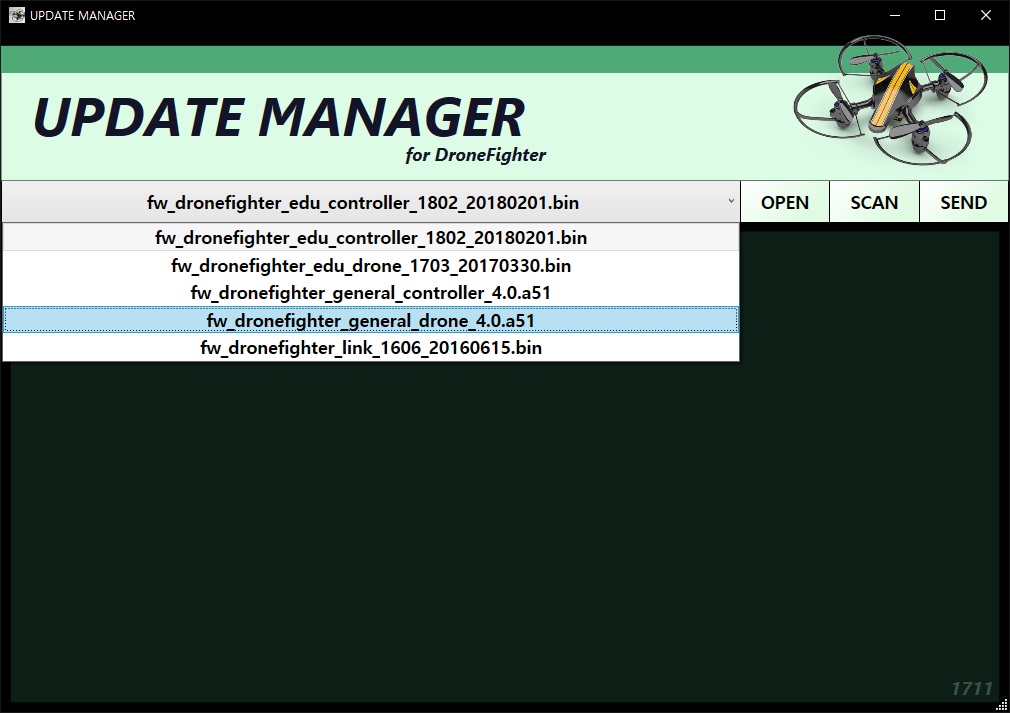 UPDATE MANAGER
UPDATE MANAGER
for DroneFighter
fw_dronefighter_edu_controller_1802_20180201.bin
OPEN
SCAN
SEND
fw_dronefighter_edu_controller_1802_20180201.bin
fw_dronefighter_edu_drone_1703_20170330.bin
fw_dronefighter_general_controller_4.0.a51
fw_dronefighter_general_drone_4.0.a51
fw_dronefighter_link_1606_20160615.bin
1711